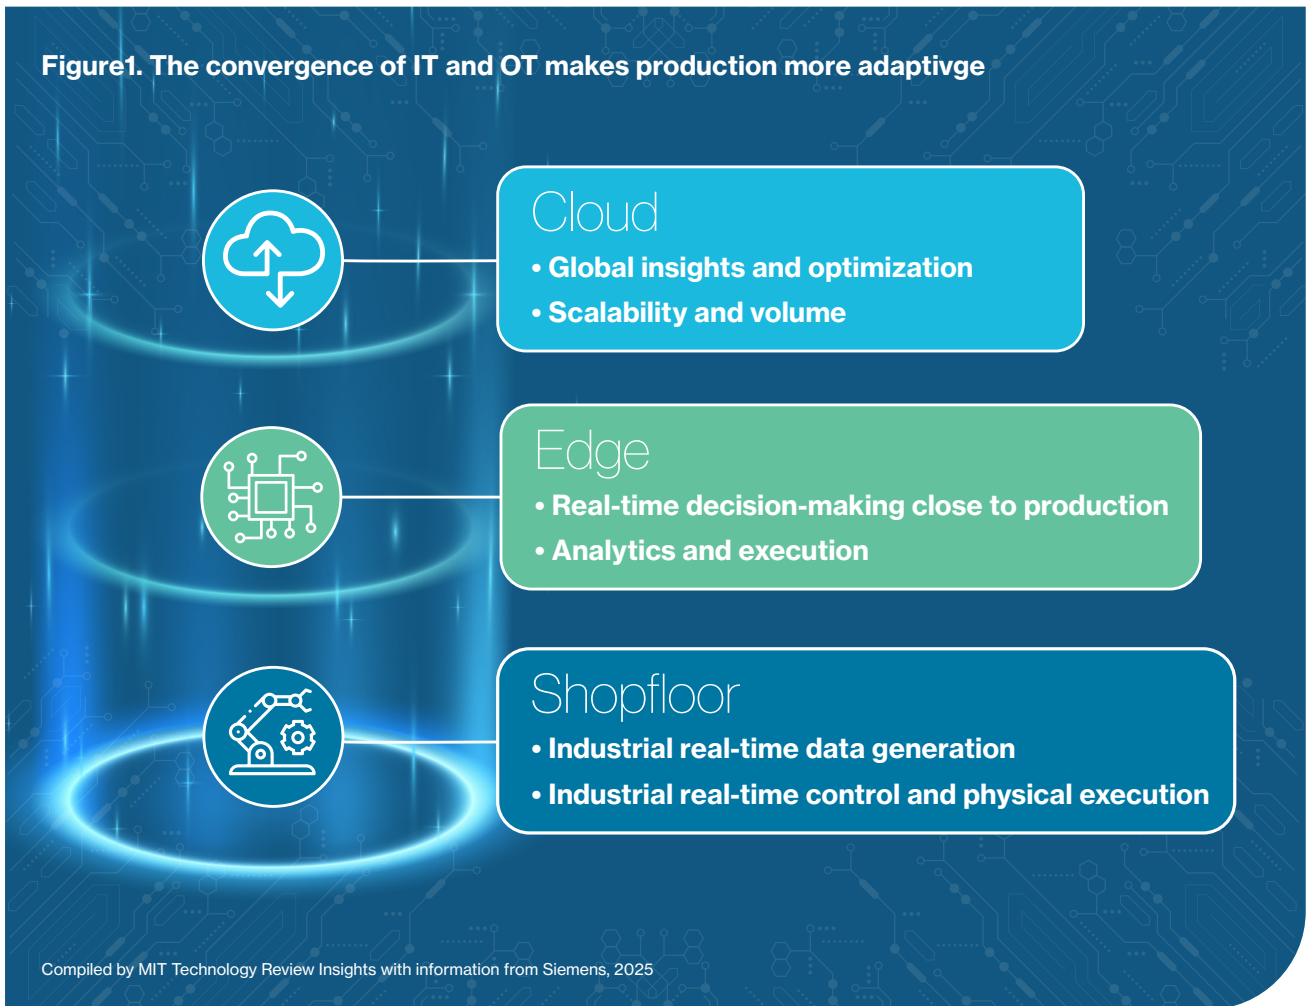 Figure1. The convergence of IT and OT makes production more adaptivge
Cloud
• Global insights and optimization
• Scalability and volume
Edge
• Real-time decision-making close to production
• Analytics and execution
Shopfloor
• Industrial real-time data generation
• Industrial real-time control and physical execution
Compiled by MIT Technology Review Insights with information from Siemens, 2025